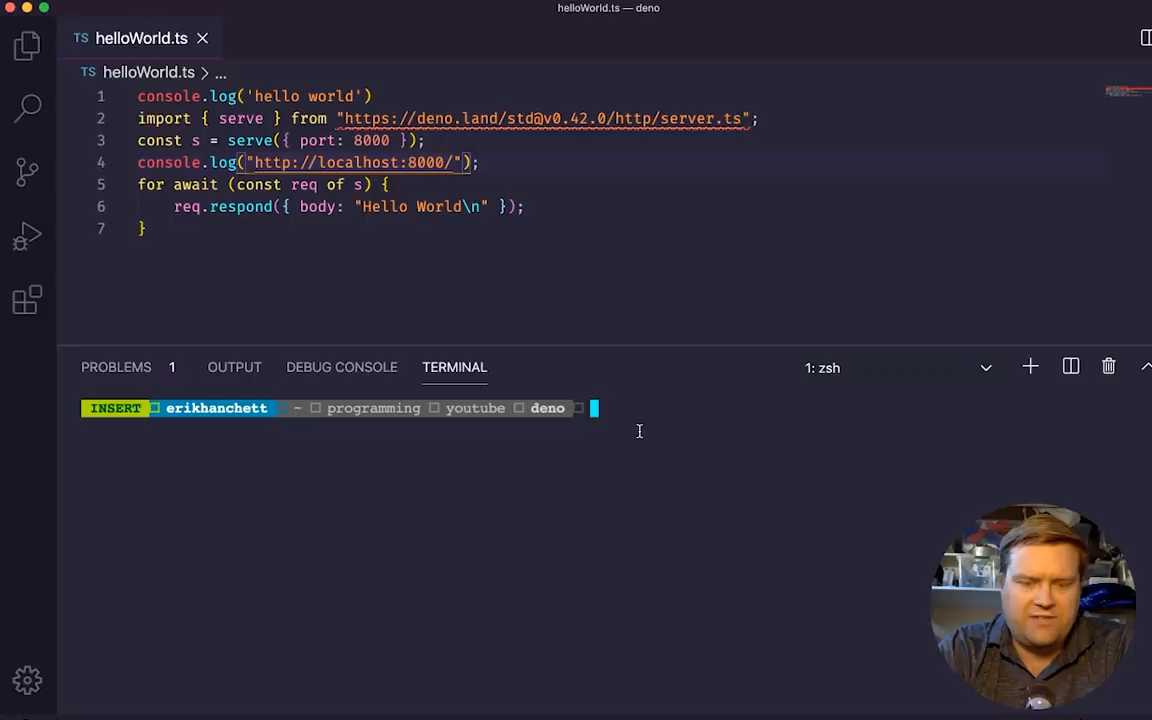 helloWorld.ts — deno
TS helloWorld.ts
TS helloWorld.ts > ...
1 console.log('hello world')
2 import { serve } from "https://deno.land/std@v0.42.0/http/server.ts";
3 const s = serve({ port: 8000 });
4 console.log("http://localhost:8000/");
5 for await (const req of s) {
6 req.respond({ body: "Hello World\n" });
7 }
PROBLEMS 1 OUTPUT DEBUG CONSOLE TERMINAL 1: zsh
INSERT erikhanchett ~ programming youtube deno